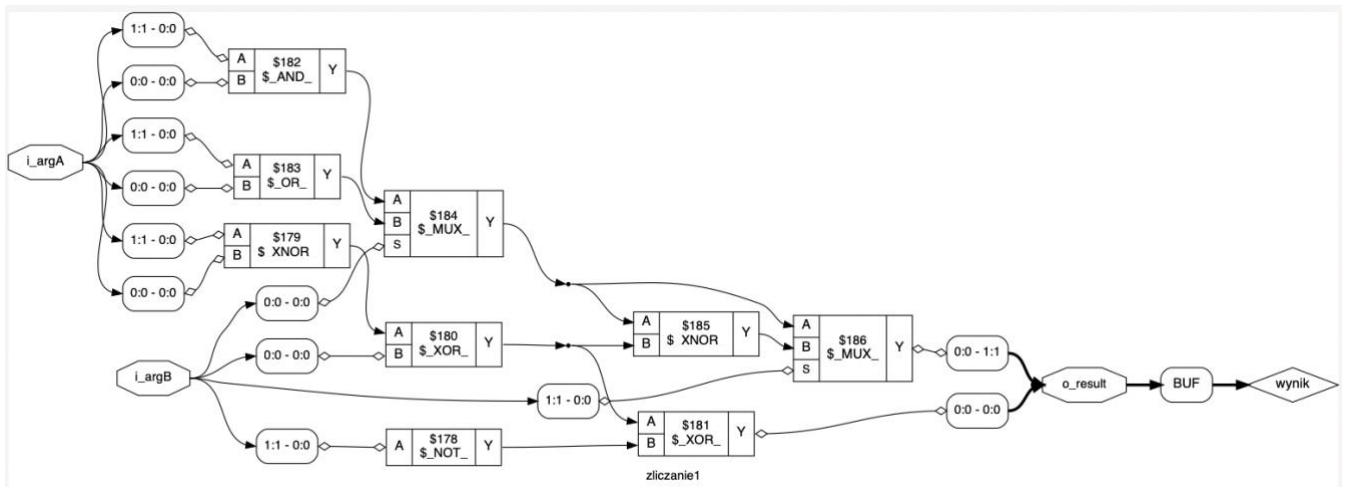 1:1 - 0:0
A
$182
$_AND_
Y
B
0:0 - 0:0
1:1 - 0:0
i_argA
A
$183
$_OR_
Y
B
0:0 - 0:0
A
$184
$_MUX_
Y
B
S
1:1 - 0:0
A
$179
$ XNOR
Y
B
0:0 - 0:0
0:0 - 0:0
A
$180
$_XOR_
Y
B
0:0 - 0:0
i_argB
A
$185
$ XNOR
Y
B
A
$186
$_MUX_
Y
B
S
0:0 - 1:1
o_result
BUF
wynik
1:1 - 0:0
0:0 - 0:0
A
$181
$_XOR_
Y
B
1:1 - 0:0
A
$178
$_NOT_
Y
zliczanie1